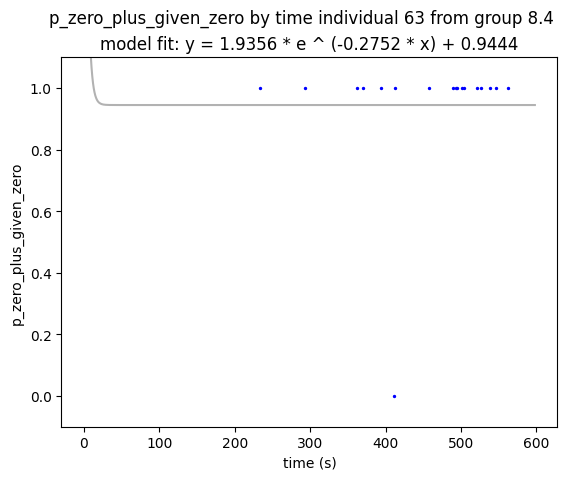 p_zero_plus_given_zero by time individual 63 from group 8.4
model fit: y = 1.9356 * e ^ (-0.2752 * x) + 0.9444
1.0
0.8
0.6
0.4
0.2
0.0
p_zero_plus_given_zero
0 100 200 300 400 500 600
time (s)